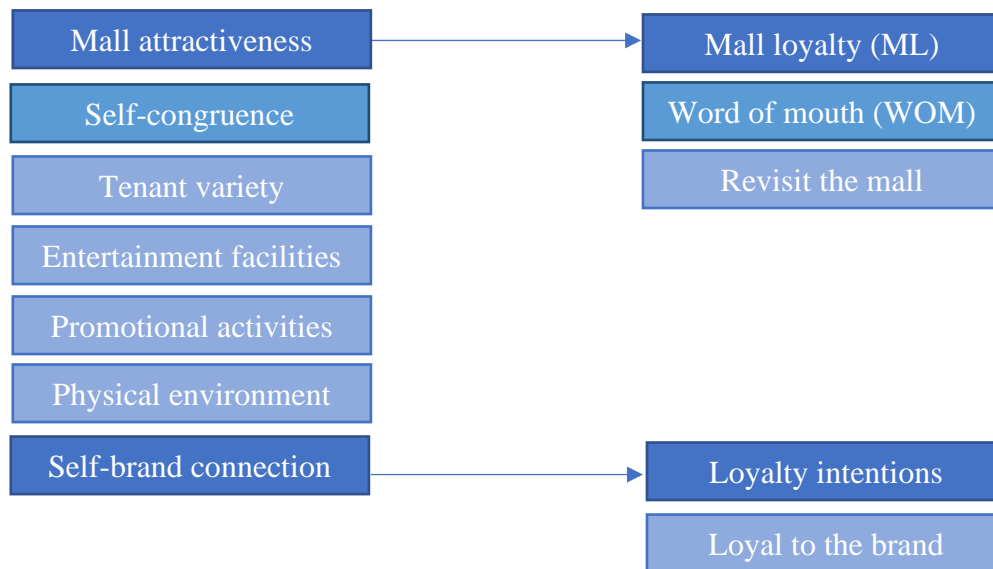 Mall attractiveness
Self-congruence
Tenant variety
Entertainment facilities
Promotional activities
Physical environment
Self-brand connection
Mall loyalty (ML)
Word of mouth (WOM)
Revisit the mall
Loyalty intentions
Loyal to the brand